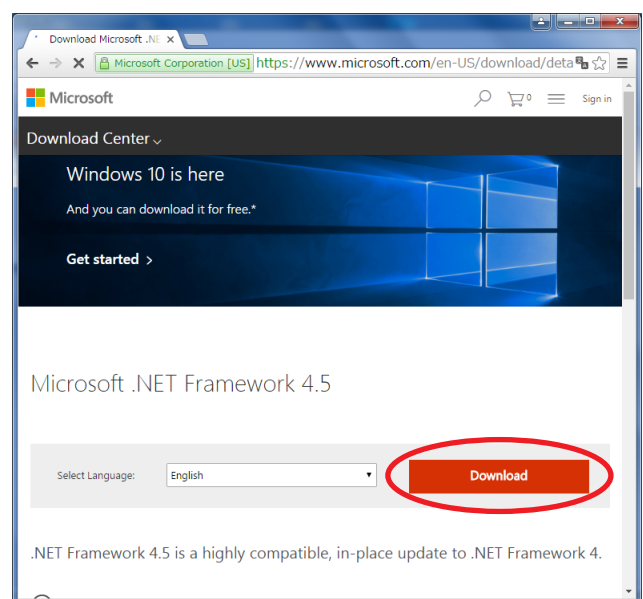 Download Microsoft .NE
Microsoft Corporation [US] https://www.microsoft.com/en-US/download/deta
Microsoft
0
Sign in
Download Center
Windows 10 is here
And you can download it for free.*
Get started >
Microsoft .NET Framework 4.5
Select Language:
English
Download
.NET Framework 4.5 is a highly compatible, in-place update to .NET Framework 4.